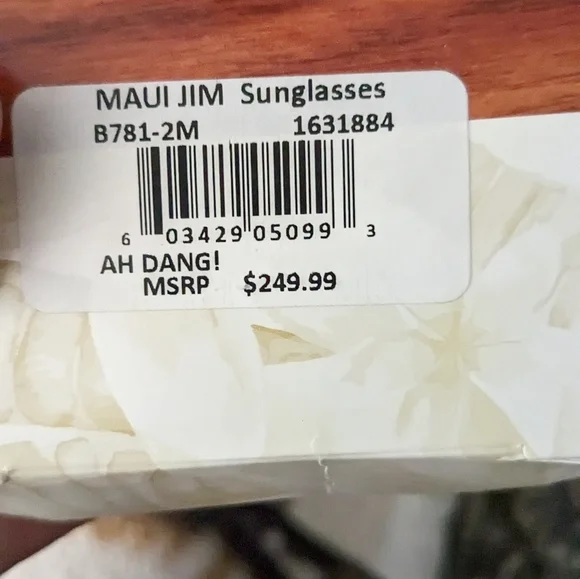 MAUI JIM Sunglasses
B781-2M 1631884
6 03429 05099 3
AH DANG!
MSRP $249.99